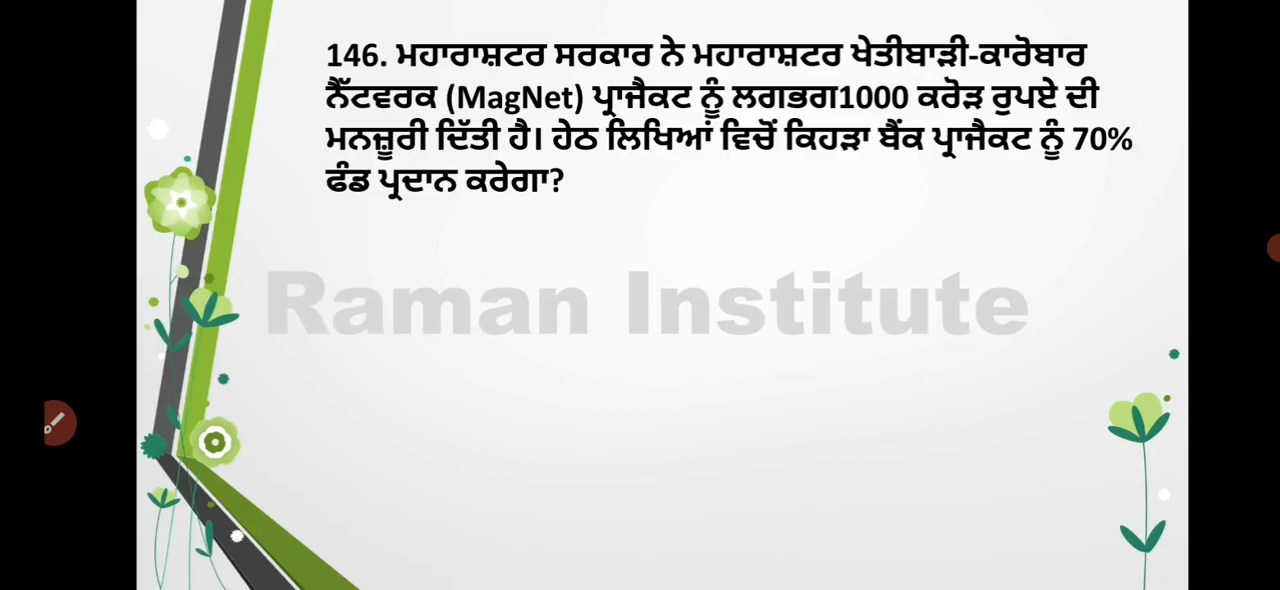 146. ਮਹਾਰਾਸ਼ਟਰ ਸਰਕਾਰ ਨੇ ਮਹਾਰਾਸ਼ਟਰ ਖੇਤੀਬਾੜੀ-ਕਾਰੋਬਾਰ
ਨੈੱਟਵਰਕ (MagNet) ਪ੍ਰਾਜੈਕਟ ਨੂੰ ਲਗਭਗ1000 ਕਰੋੜ ਰੁਪਏ ਦੀ
ਮਨਜ਼ੂਰੀ ਦਿੱਤੀ ਹੈ। ਹੇਠ ਲਿਖਿਆਂ ਵਿਚੋਂ ਕਿਹੜਾ ਬੈਂਕ ਪ੍ਰਾਜੈਕਟ ਨੂੰ 70%
ਫੰਡ ਪ੍ਰਦਾਨ ਕਰੇਗਾ?
Raman Institute